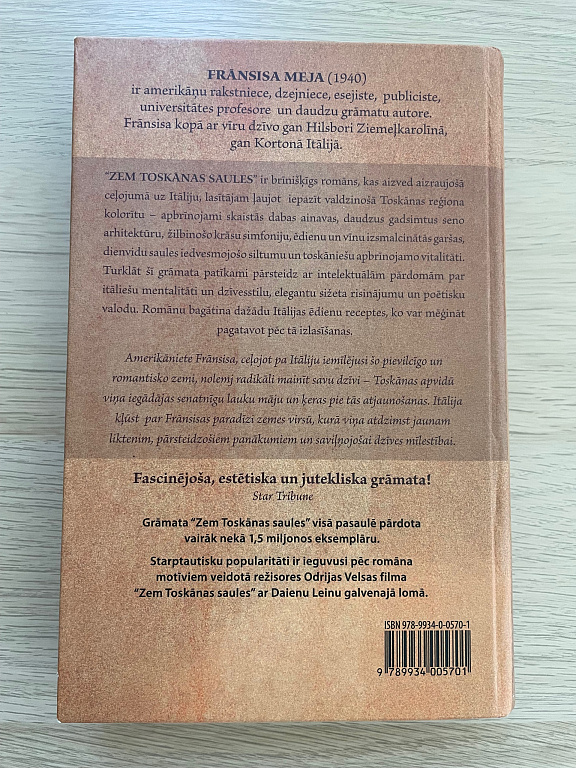 FRĀNSISA MEJA (1940)
ir amerikāņu rakstniece, dzejniece, esejiste, publiciste,
universitātes profesore un daudzu grāmatu autore.
Frānsisa kopā ar vīru dzīvo gan Hilsbori Ziemeļkarolīnā,
gan Kortonā Itālijā.
"ZEM TOSKĀNAS SAULES" ir brīnišķīgs romāns, kas aizved aizraujošā
ceļojumā uz Itāliju, lasītājam ļaujot iepazīt valdzinošā Toskānas reģiona
kolorītu – apbrīnojami skaistās dabas ainavas, daudzus gadsimtus seno
arhitektūru, žilbinošo krāsu simfoniju, ēdienu un vīnu izsmalcinātās garšas,
dienvidu saules iedvesmojošo siltumu un toskāniešu apbrīnojamo vitalitāti.
Turklāt šī grāmata patīkami pārsteidz ar intelektuālām pārdomām par
itāliešu mentalitāti un dzīvesstilu, elegantu sižeta risinājumu un poētisku
valodu. Romānu bagātina dažādu Itālijas ēdienu receptes, ko var mēģināt
pagatavot pēc tā izlasīšanas.
Amerikāniete Frānsisa, ceļojot pa Itāliju iemīlējusi šo pievilcīgo un
romantisko zemi, nolemj radikāli mainīt savu dzīvi – Toskānas apvidū
viņa iegādājas senatnīgu lauku māju un ķeras pie tās atjaunošanas. Itālija
kļūst par Frānsisas paradīzi zemes virsū, kurā viņa atdzimst jaunam
liktenim, pārsteidzošiem panākumiem un saviļņojošai dzīves mīlestībai.
Fascinējoša, estētiska un jutekliska grāmata!
Star Tribune
Grāmata "Zem Toskānas saules" visā pasaulē pārdota
vairāk nekā 1,5 miljonos eksemplāru.
Starptautisku popularitāti ir ieguvusi pēc romāna
motīviem veidotā režisores Odrijas Velsas filma
"Zem Toskānas saules" ar Daienu Leinu galvenajā lomā.
ISBN 978-9934-0-0570-1
9 789934 005701